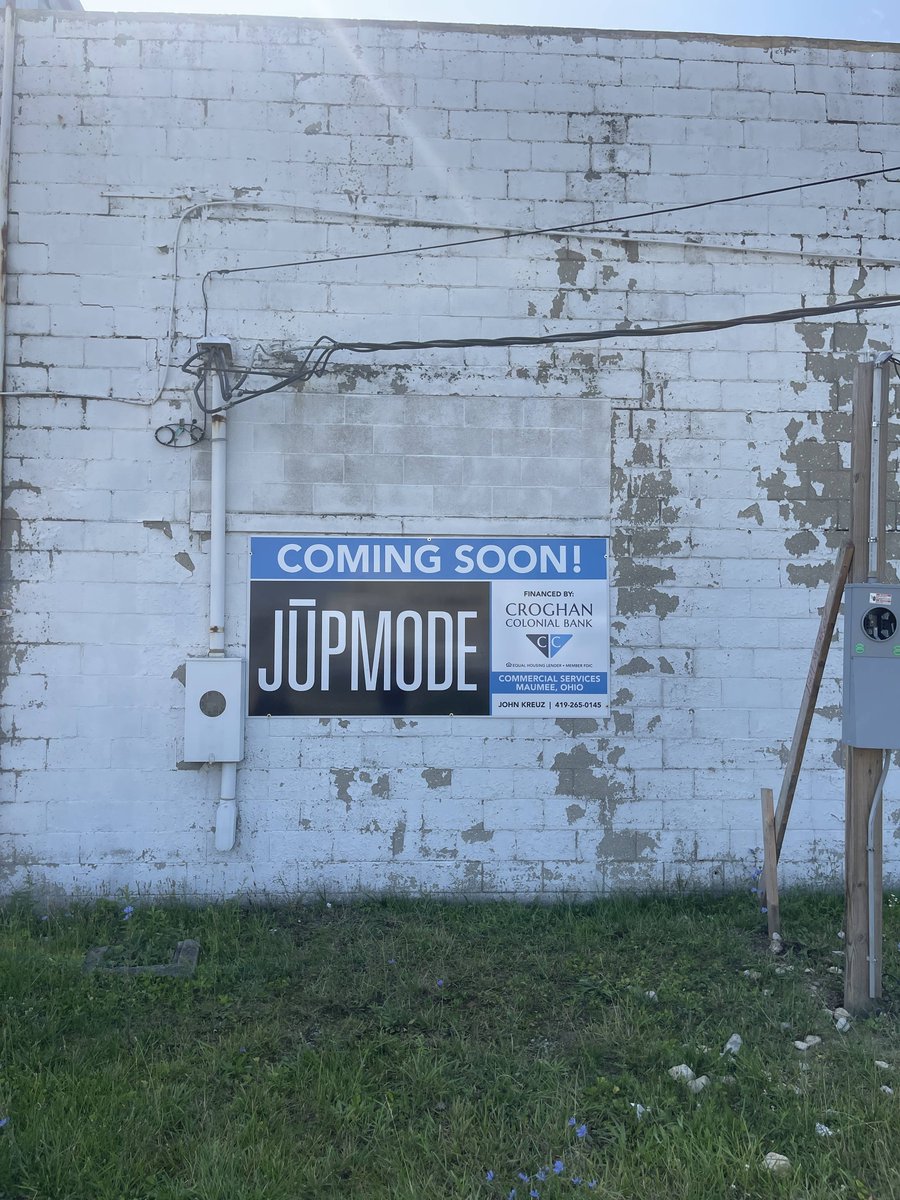 COMING SOON!
JŪPMODE
FINANCED BY:
CROGHAN
COLONIAL BANK
C C
EQUAL HOUSING LENDER • MEMBER FDIC
COMMERCIAL SERVICES
MAUMEE, OHIO
JOHN KREUZ | 419-265-0145